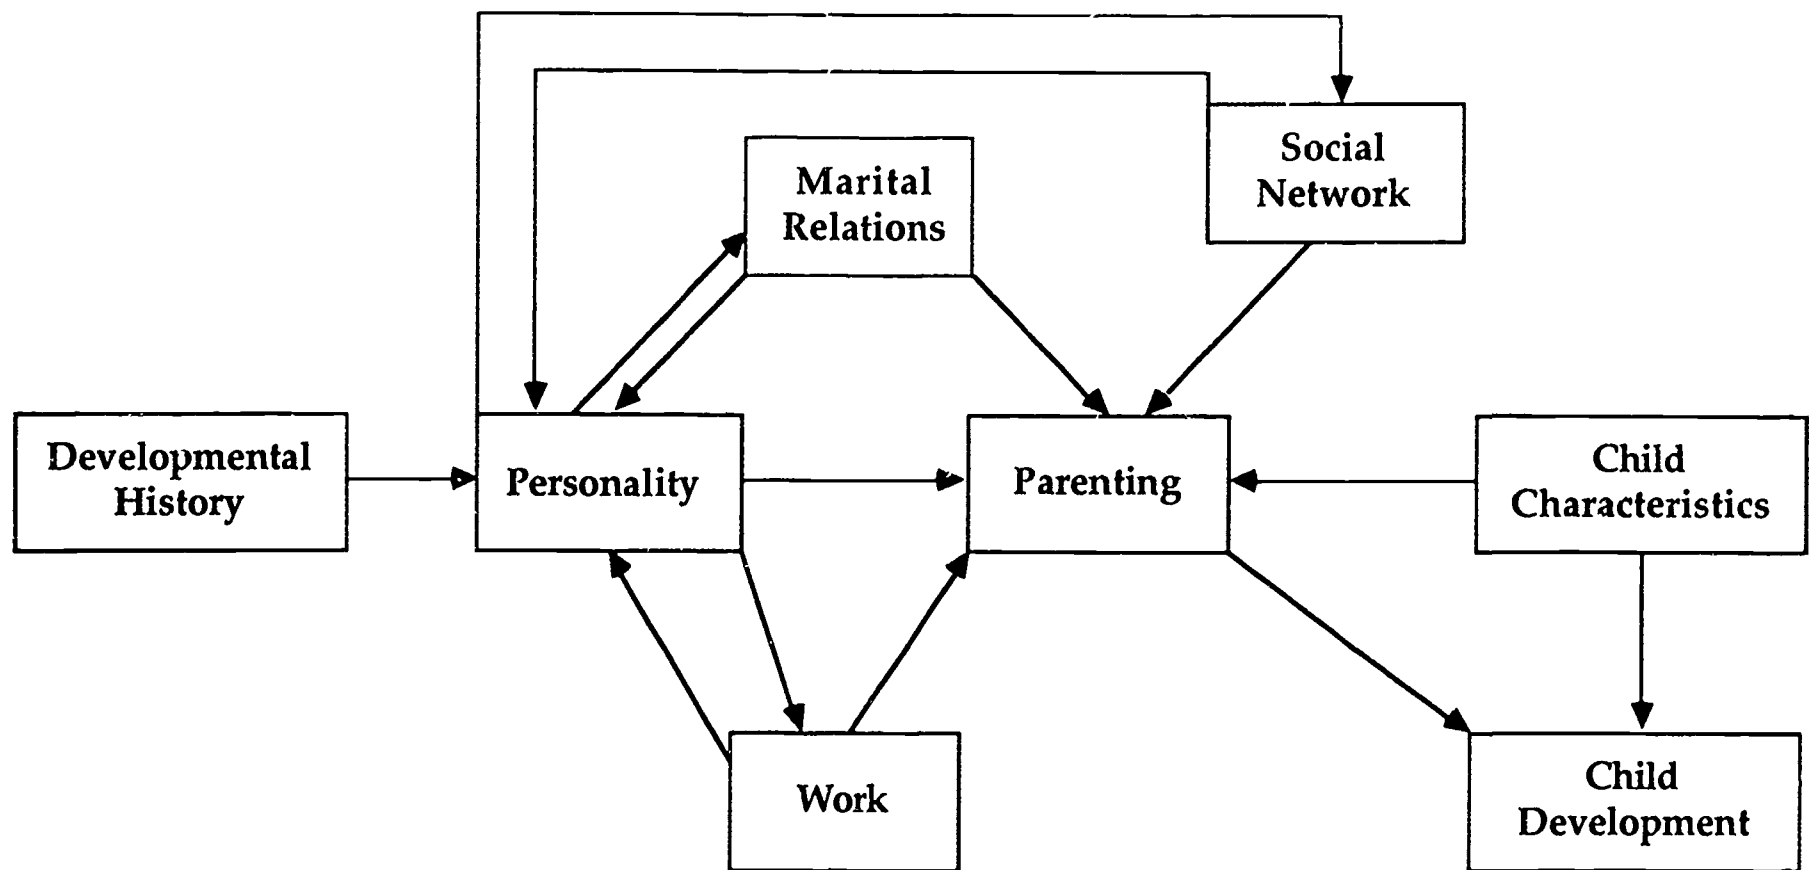 Social
Network
Marital
Relations
Developmental
History
Personality
Parenting
Child
Characteristics
Work
Child
Development